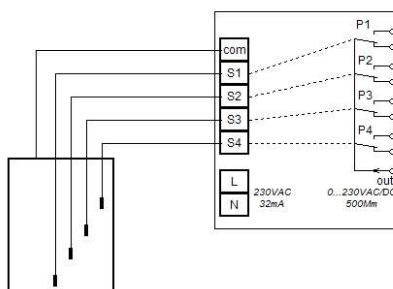 P1
com
S1
P2
S2
P3
S3
P4
S4
out
L
230VAC
0...230VAC/DC
N
32mA
500Mm